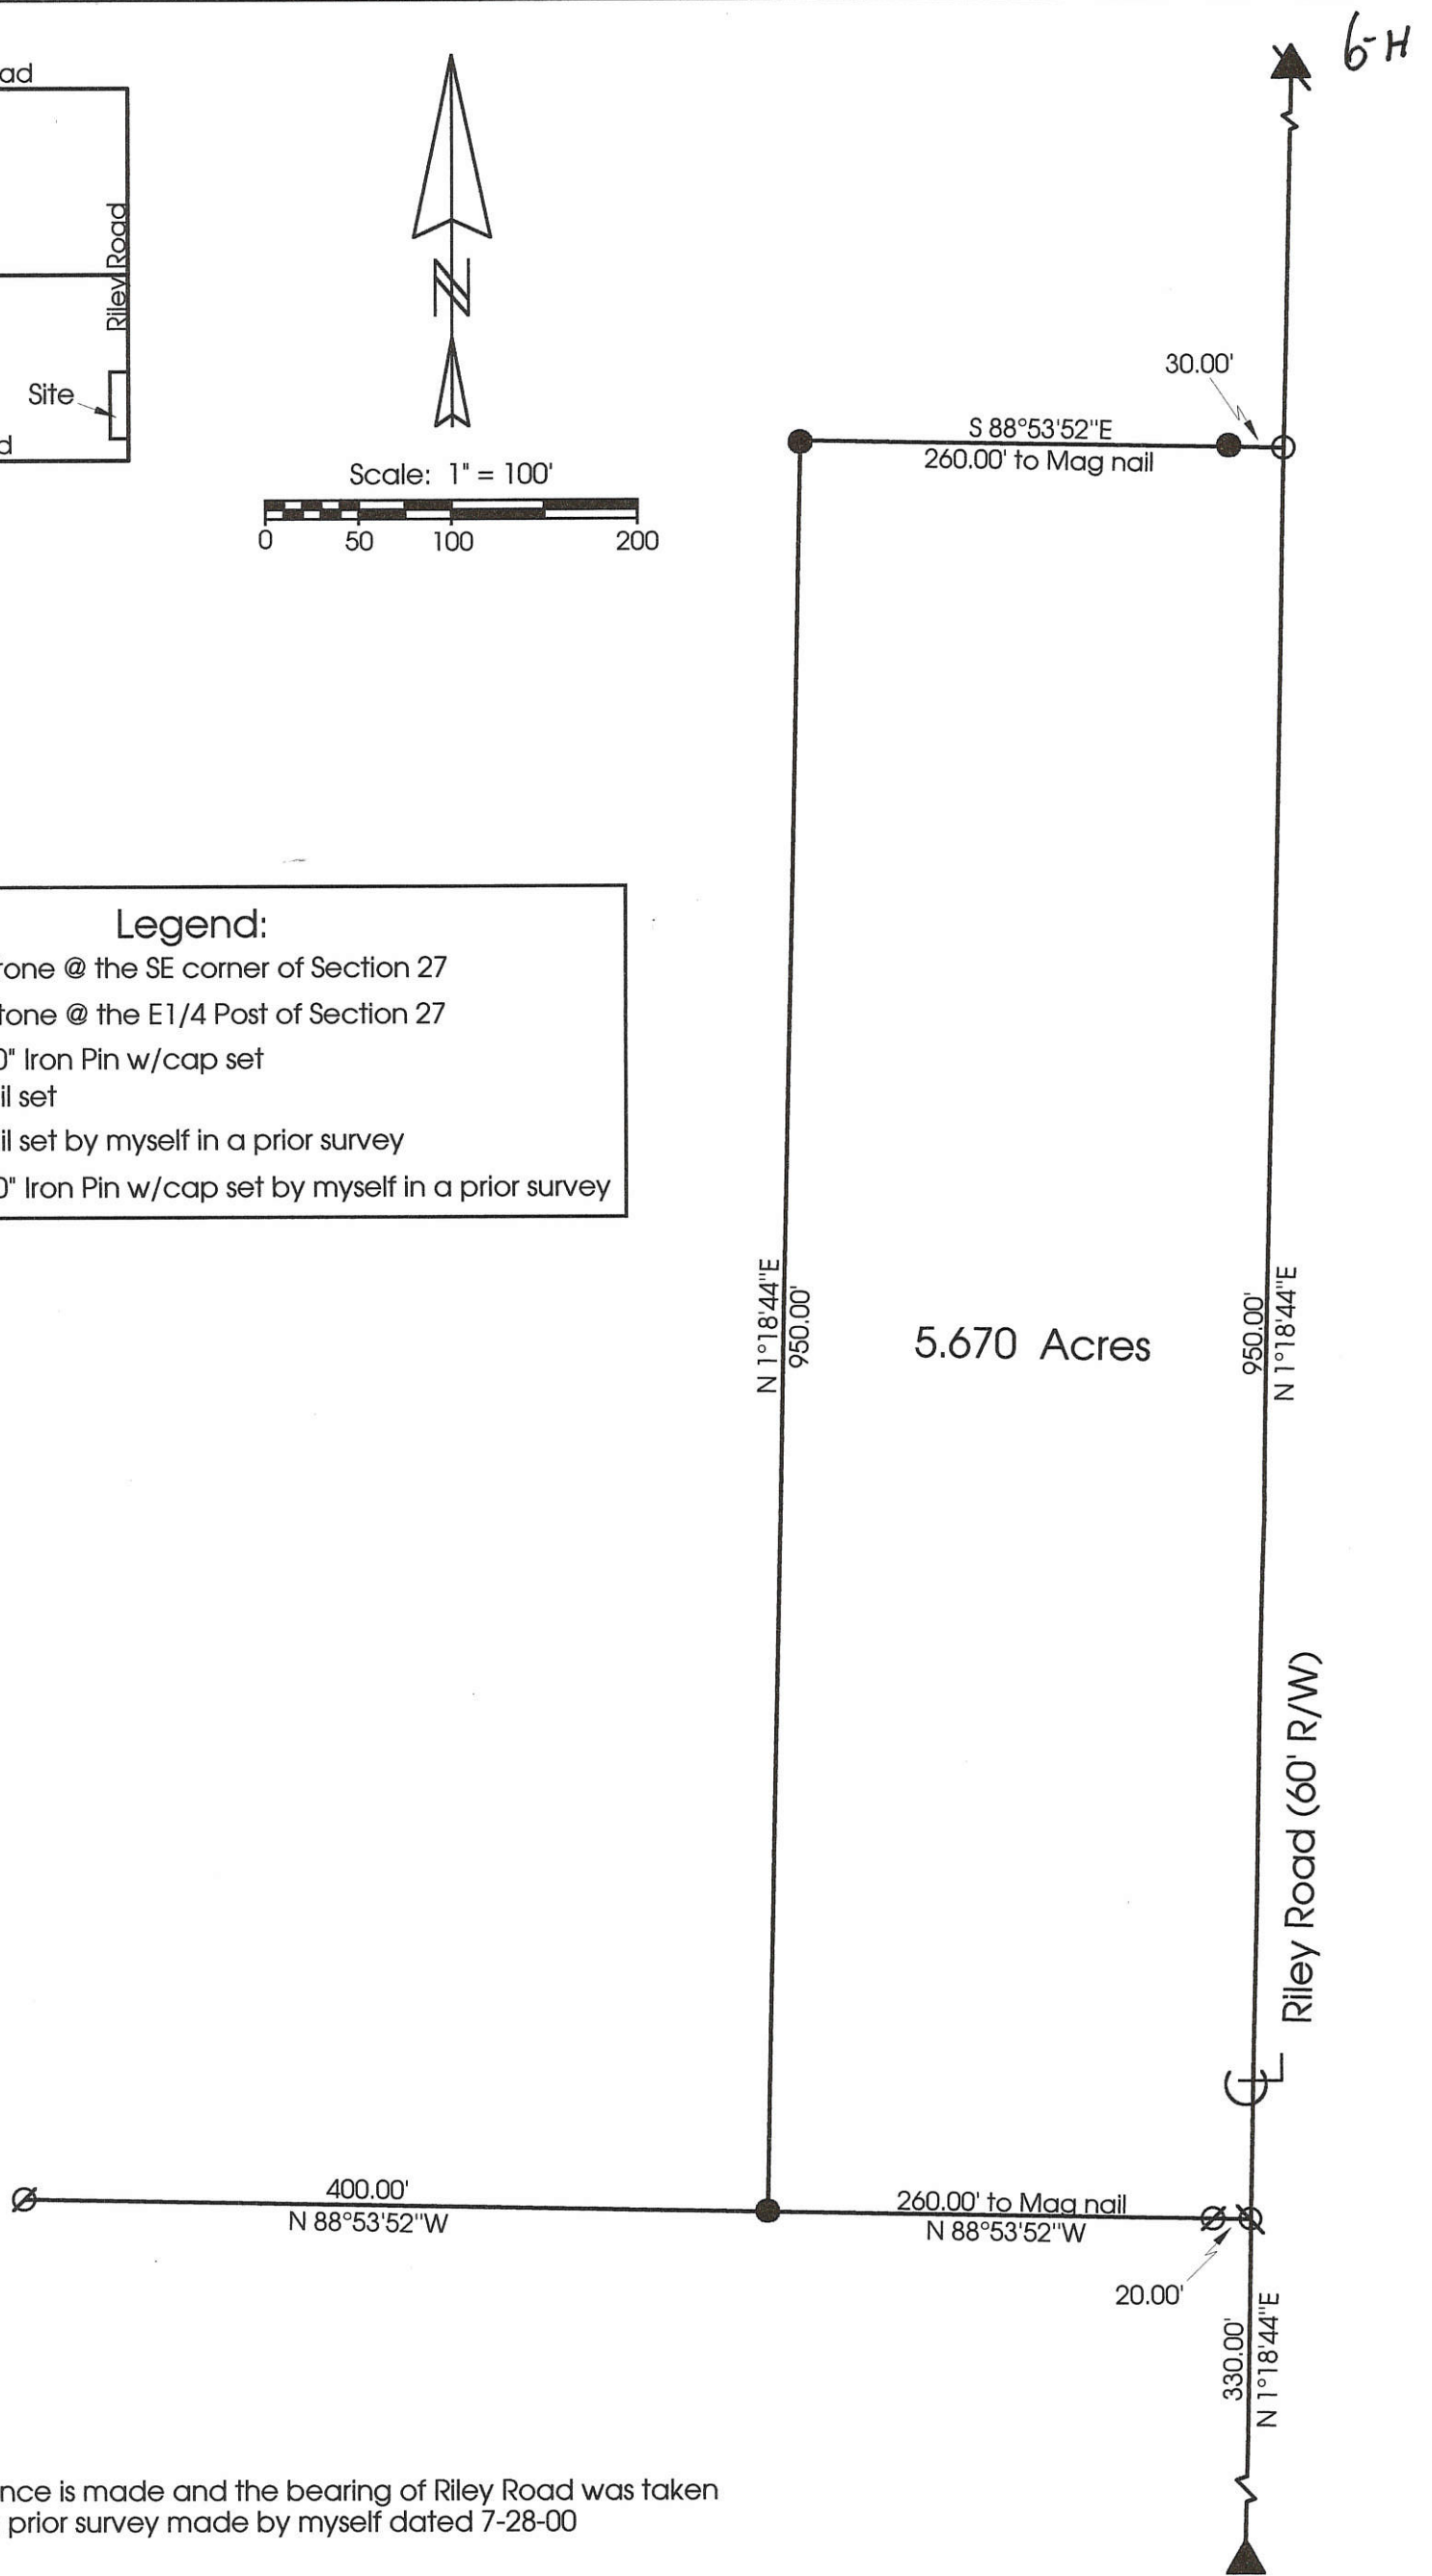 6-H
ad
Riley Road
Site
d
N
Scale: 1" = 100'
0 50 100 200
30.00'
S 88°53'52"E
260.00' to Mag nail
Legend:
one @ the SE corner of Section 27
tone @ the E1/4 Post of Section 27
0" Iron Pin w/cap set
il set
il set by myself in a prior survey
0" Iron Pin w/cap set by myself in a prior survey
N 1°18'44"E
950.00'
5.670 Acres
950.00'
N 1°18'44"E
Riley Road (60' R/W)
CL
400.00'
N 88°53'52"W
260.00' to Mag nail
N 88°53'52"W
20.00'
330.00'
N 1°18'44"E
nce is made and the bearing of Riley Road was taken
prior survey made by myself dated 7-28-00